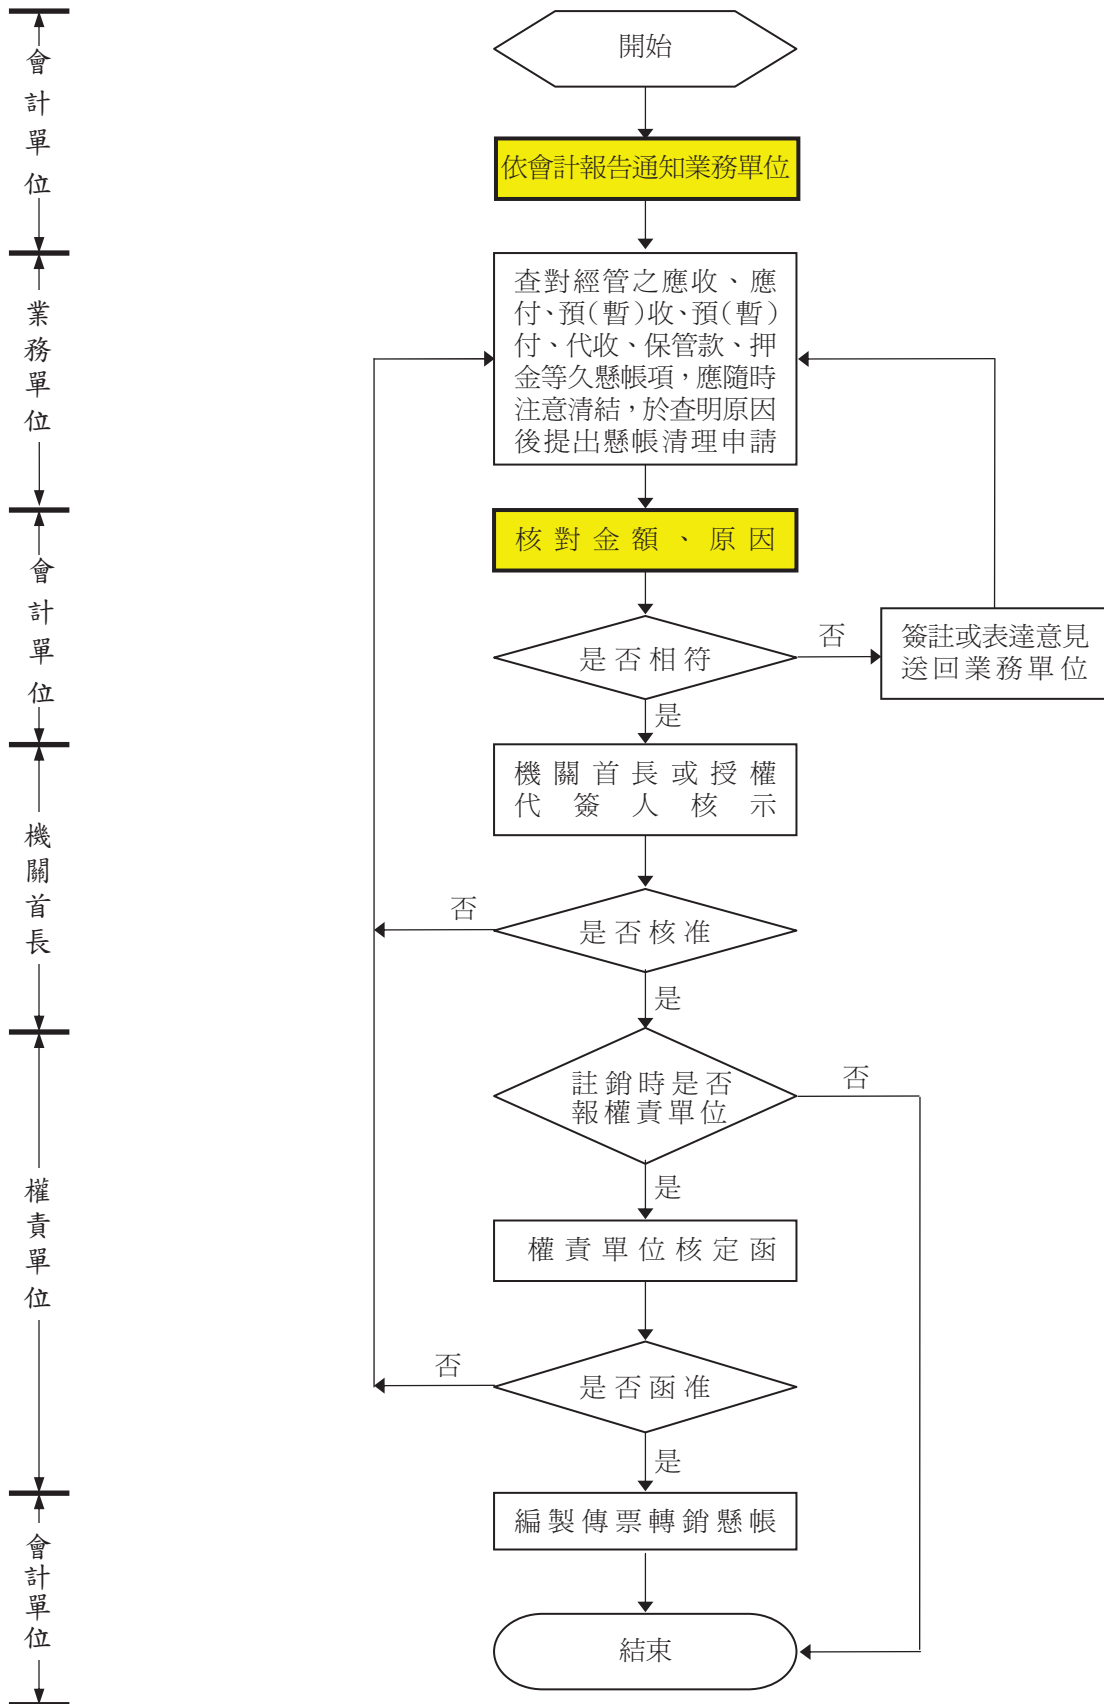 會計單位
業務單位
會計單位
機關首長
權責單位
會計單位
開始
依會計報告通知業務單位
查對經管之應收、應
付、預(暫)收、預(暫)
付、代收、保管款、押
金等久懸帳項，應隨時
注意清結，於查明原因
後提出懸帳清理申請
核對金額、原因
是否相符
否
簽註或表達意見
送回業務單位
是
機關首長或授權
代簽人核示
是否核准
否
是
註銷時是否
報權責單位
否
是
權責單位核定函
是否函准
否
是
編製傳票轉銷懸帳
結束